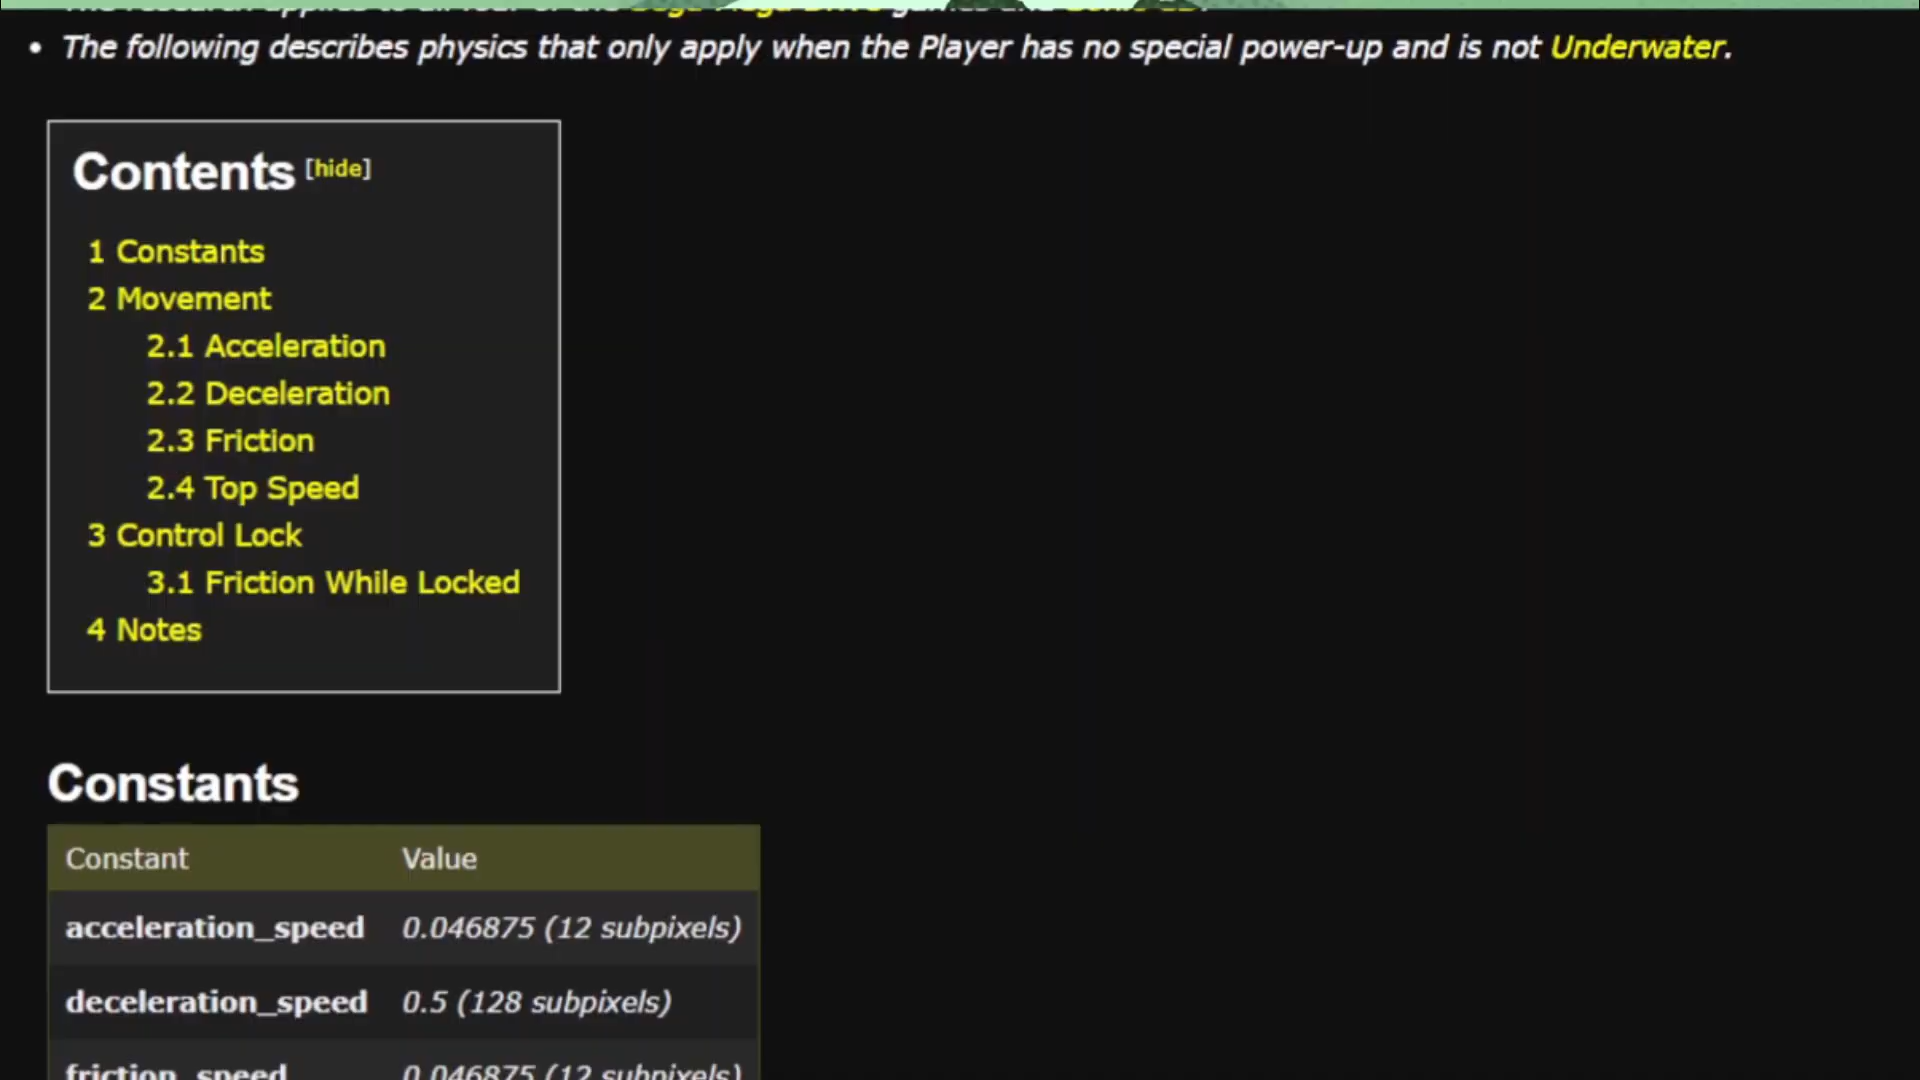 • The following describes physics that only apply when the Player has no special power-up and is not Underwater.
Contents [hide]
1 Constants
2 Movement
2.1 Acceleration
2.2 Deceleration
2.3 Friction
2.4 Top Speed
3 Control Lock
3.1 Friction While Locked
4 Notes
Constants
Constant Value
acceleration_speed 0.046875 (12 subpixels)
deceleration_speed 0.5 (128 subpixels)
friction_speed 0.046875 (12 subpixels)